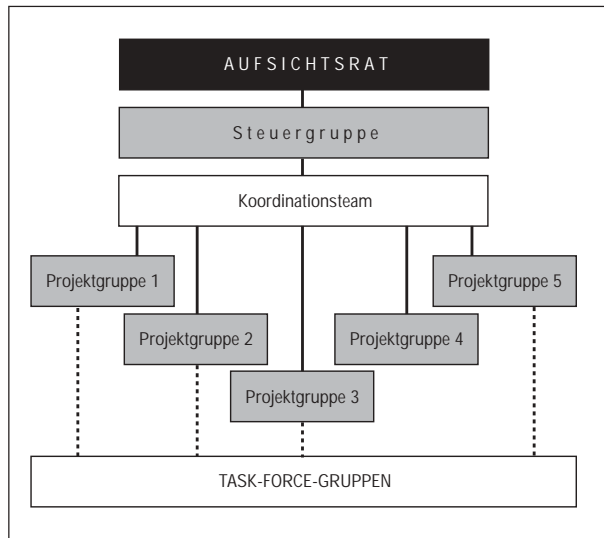 AUFSICHTSRAT
Steuergruppe
Koordinationsteam
Projektgruppe 1
Projektgruppe 5
Projektgruppe 2
Projektgruppe 4
Projektgruppe 3
TASK-FORCE-GRUPPEN